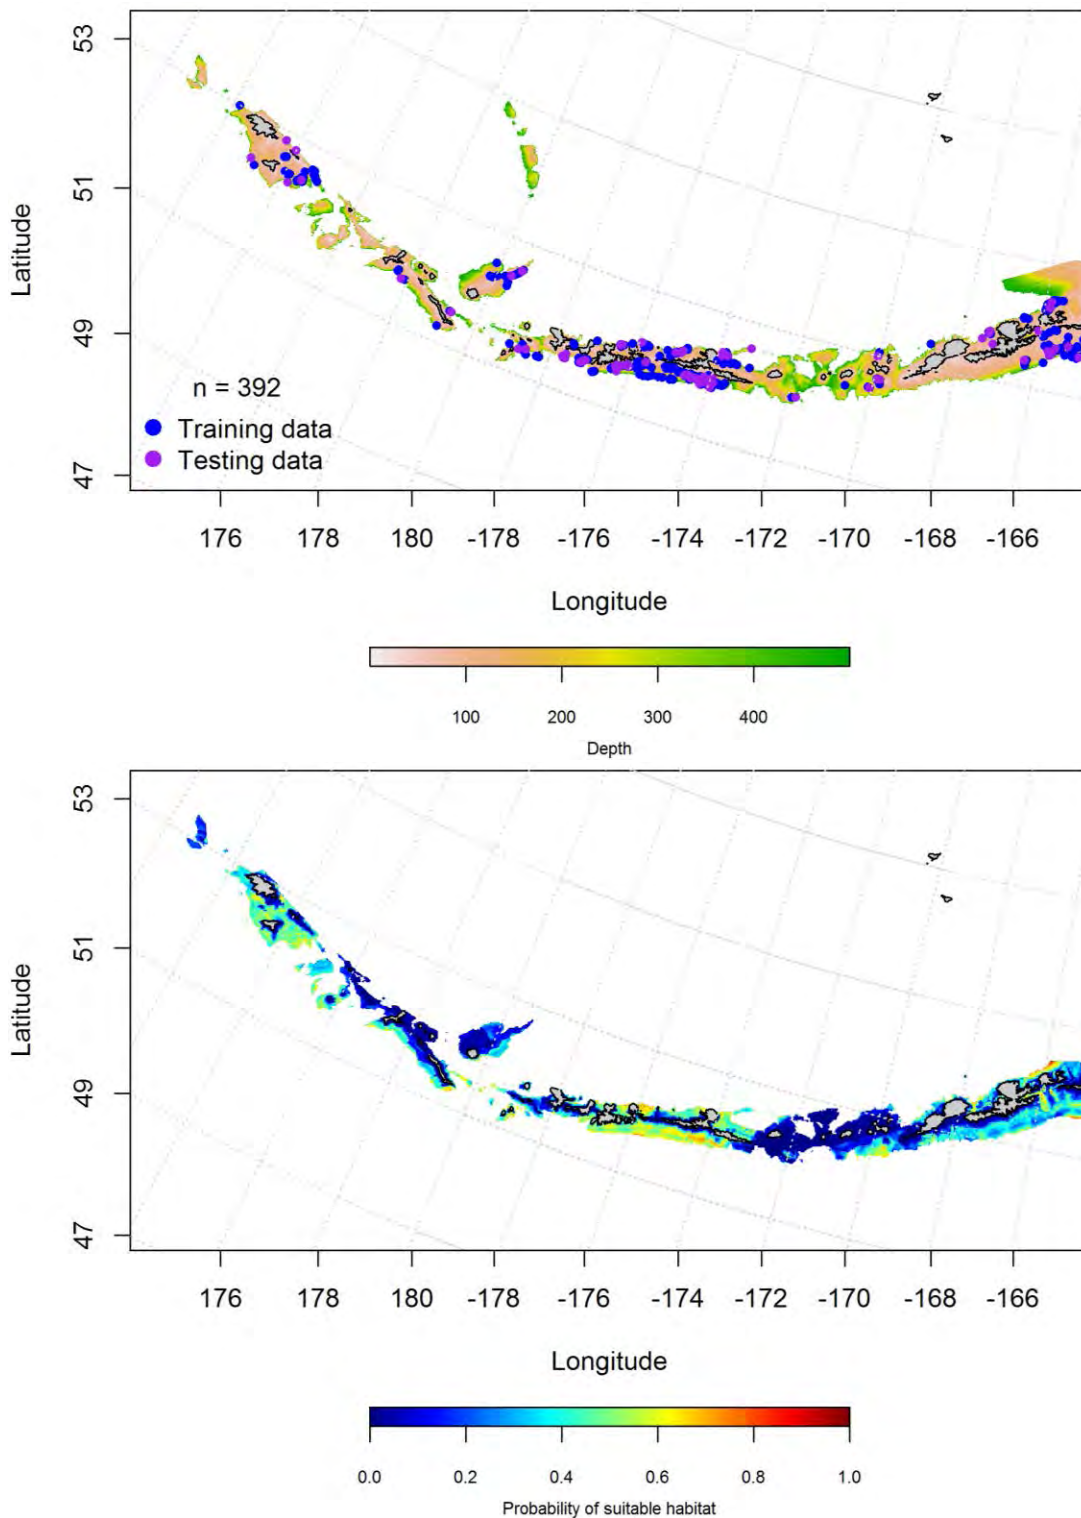 53
51
49
47
Latitude
n = 392
Training data
Testing data
176 178 180 -178 -176 -174 -172 -170 -168 -166
Longitude
100 200 300 400
Depth
53
51
49
47
Latitude
176 178 180 -178 -176 -174 -172 -170 -168 -166
Longitude
0.0 0.2 0.4 0.6 0.8 1.0
Probability of suitable habitat